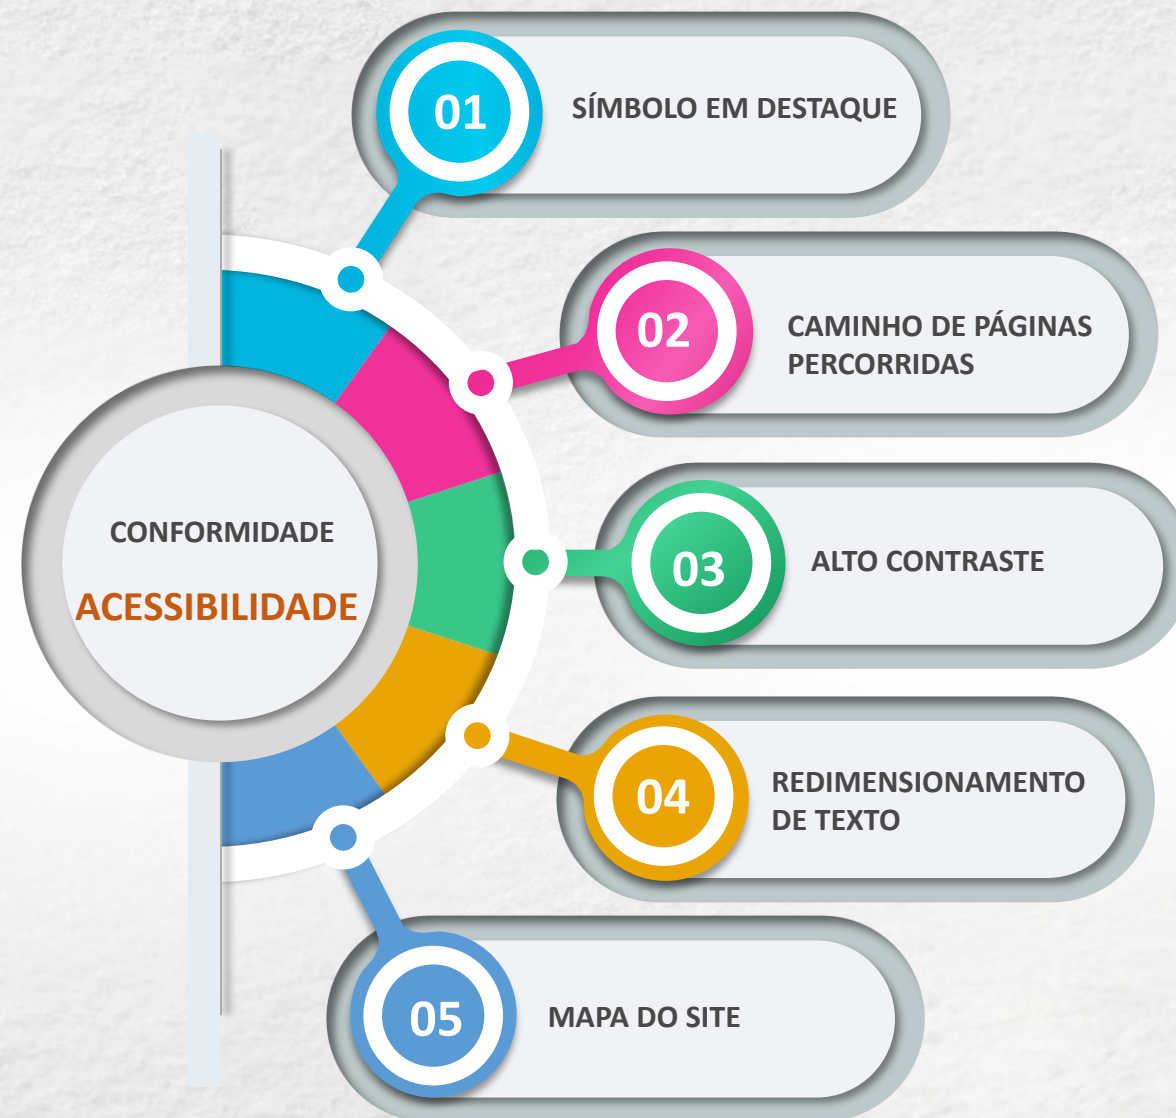 01
SÍMBOLO EM DESTAQUE
02
CAMINHO DE PÁGINAS
PERCORRIDAS
CONFORMIDADE
ACESSIBILIDADE
03
ALTO CONTRASTE
04
REDIMENSIONAMENTO
DE TEXTO
05
MAPA DO SITE